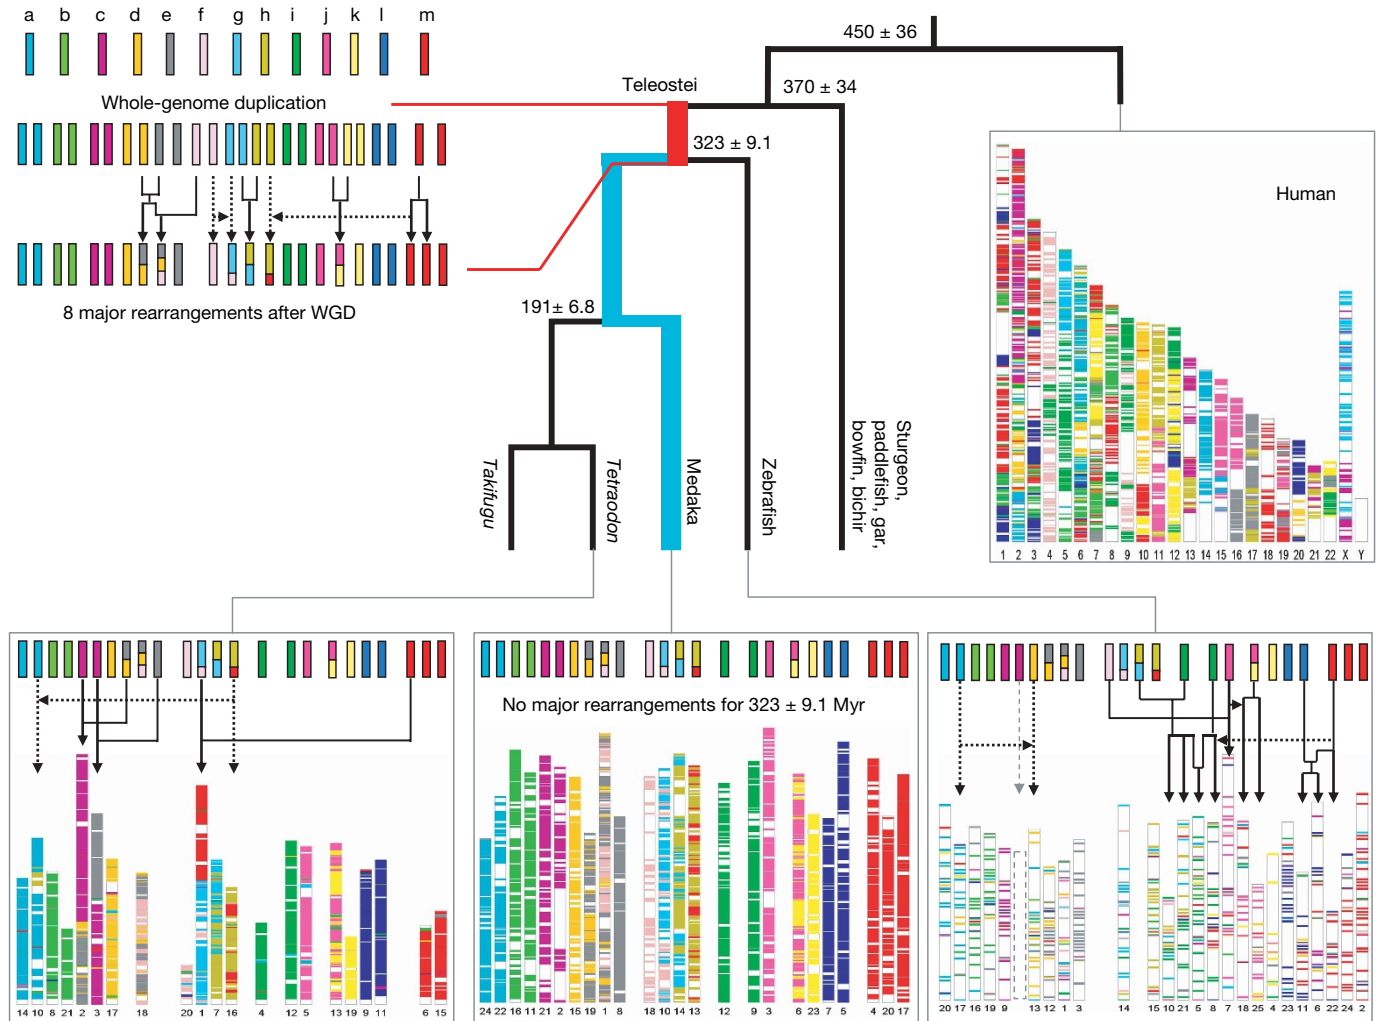 a b c d e f g h i j k l m
Whole-genome duplication
8 major rearrangements after WGD
450 ± 36
Teleostei
370 ± 34
323 ± 9.1
191± 6.8
Takifugu
Tetraodon
Medaka
Zebrafish
Sturgeon,
paddlefish, gar,
bowfin, bichir
Human
1 2 3 4 5 6 7 8 9 10 11 12 13 14 15 16 17 18 19 20 21 22 X Y
14 10 8 21 2 3 17 18 20 1 7 16 4 12 5 13 19 9 11 6 15
No major rearrangements for 323 ± 9.1 Myr
24 22 16 11 21 2 15 19 1 8 18 10 14 13 12 9 3 6 23 7 5 4 20 17
20 17 16 19 9 13 12 1 3 14 15 10 21 5 8 7 18 25 4 23 11 6 22 24 2